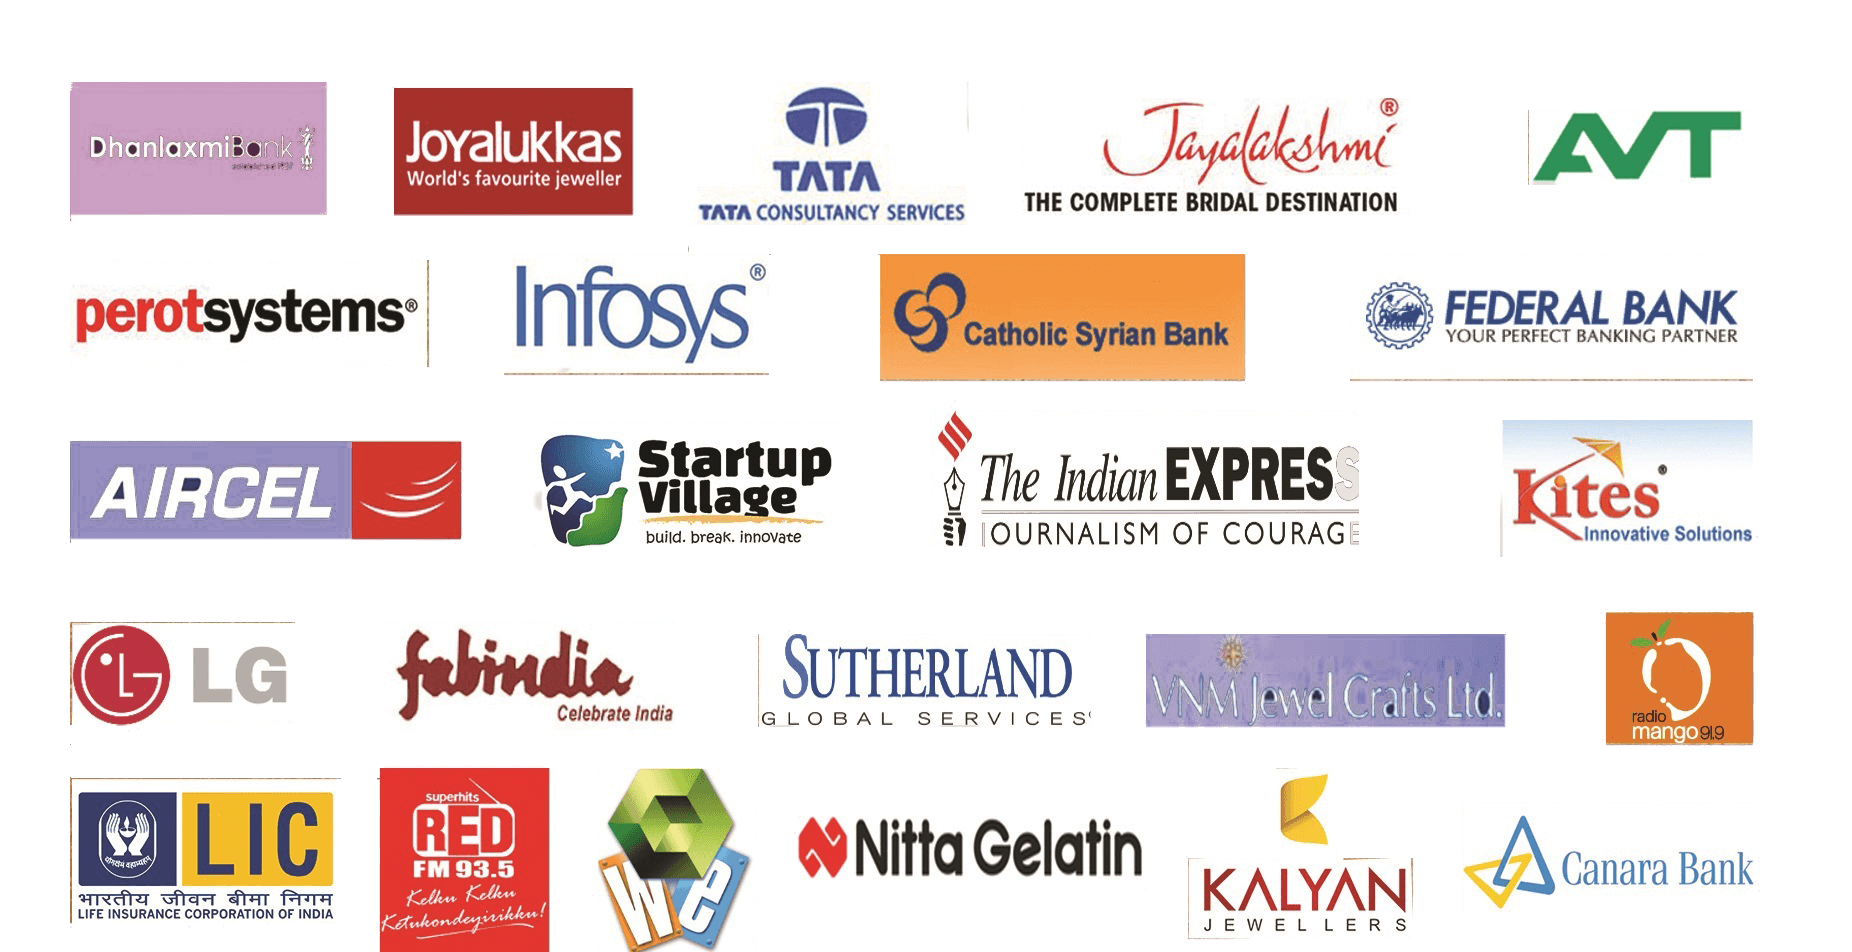 DhanlaxmiBank
Joyalukkas
World's favourite jeweller
TATA
TATA CONSULTANCY SERVICES
Jayalakshmi®
THE COMPLETE BRIDAL DESTINATION
AVT
perotsystems®
Infosys®
Catholic Syrian Bank
FEDERAL BANK
YOUR PERFECT BANKING PARTNER
AIRCEL
Startup
Village
build. break. innovate
The Indian EXPRESS
JOURNALISM OF COURAGE
Kites®
Innovative Solutions
LG
fabindia
Celebrate India
SUTHERLAND
GLOBAL SERVICES
VNM Jewel Crafts Ltd.
radio
mango 91.9
LIC
भारतीय जीवन बीमा निगम
LIFE INSURANCE CORPORATION OF INDIA
superhits
RED
FM 93.5
Kelku Kelku
Ketukondeyirikku!
We
Nitta Gelatin
KALYAN
JEWELLERS
Canara Bank